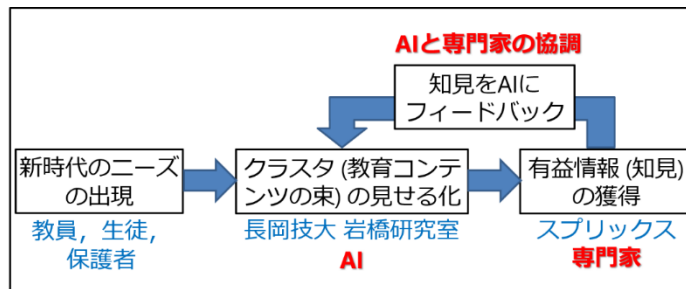 AIと専門家の協調
知見をAIに
フィードバック
新時代のニーズ
の出現
クラスタ (教育コンテ
ンツの束) の見せる化
有益情報 (知見)
の獲得
教員，生徒，
保護者
長岡技大 岩橋研究室
AI
スプリックス
専門家